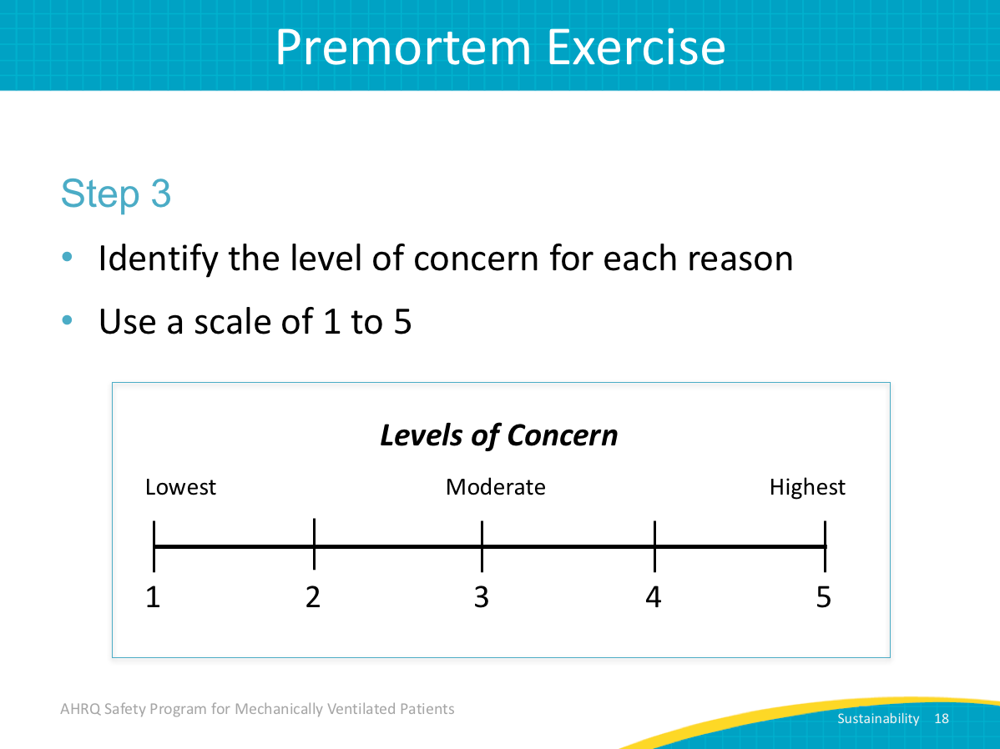 Premortem Exercise
Step 3
• Identify the level of concern for each reason
• Use a scale of 1 to 5
Levels of Concern
Lowest Moderate Highest
1 2 3 4 5
AHRQ Safety Program for Mechanically Ventilated Patients
Sustainability 18